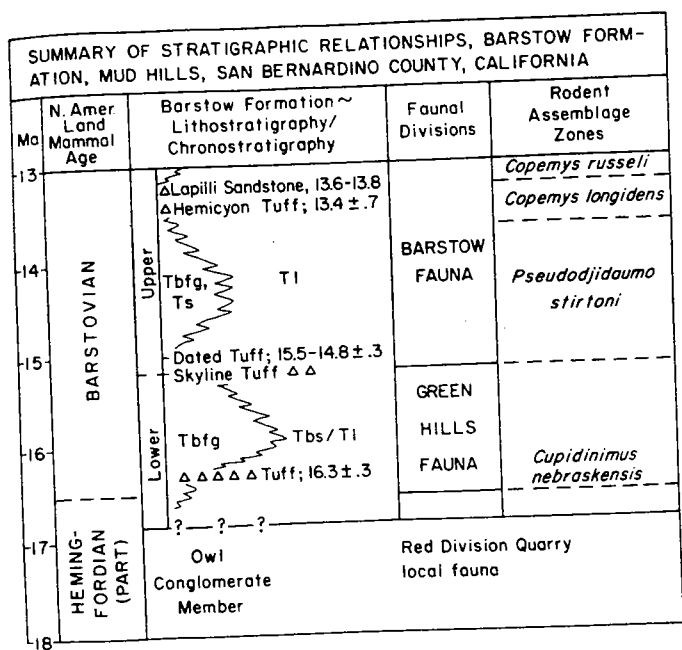 SUMMARY OF STRATIGRAPHIC RELATIONSHIPS, BARSTOW FORM-
ATION, MUD HILLS, SAN BERNARDINO COUNTY, CALIFORNIA
Ma
N. Amer.
Land
Mammal
Age
Barstow Formation ~
Lithostratigraphy/
Chronostratigraphy
Faunal
Divisions
Rodent
Assemblage
Zones
13
14
15
16
17
18
BARSTOVIAN
HEMING-
FORDIAN
(PART)
Upper
Lower
Lapilli Sandstone, 13.6-13.8
Hemicyon Tuff; 13.4 ± .7
Tbfg,
Ts
Tl
Dated Tuff; 15.5-14.8 ± .3
Skyline Tuff
Tbfg
Tbs/Tl
Tuff; 16.3 ± .3
? ? ?
Owl
Conglomerate
Member
BARSTOW
FAUNA
GREEN
HILLS
FAUNA
Red Division Quarry
local fauna
Copemys russeli
Copemys longidens
Pseudodjidaumo
stirtoni
Cupidinimus
nebraskensis